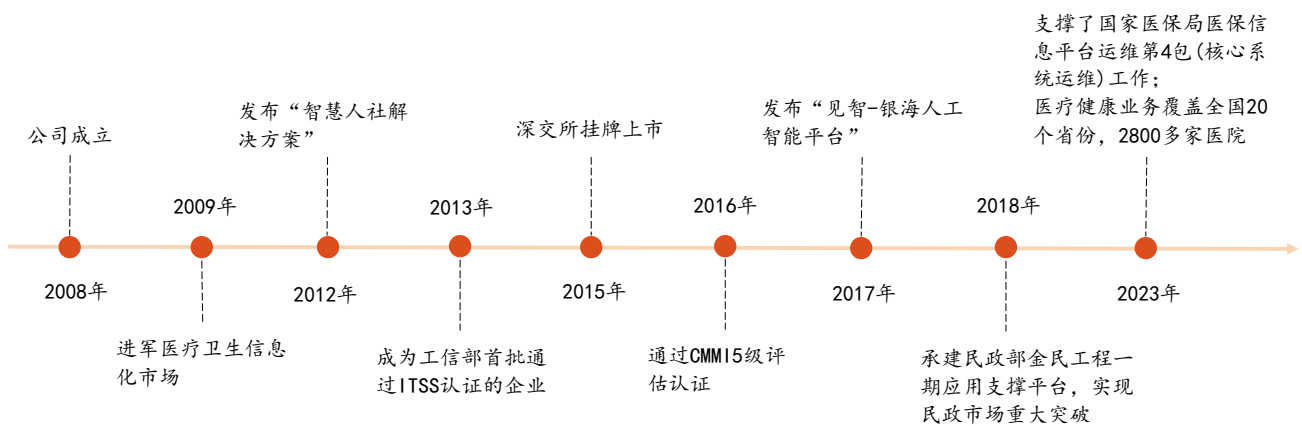 公司成立
2008年
2009年
进军医疗卫生信息
化市场
发布“智慧人社解
决方案”
2012年
2013年
成为工信部首批通
过ITSS认证的企业
深交所挂牌上市
2015年
2016年
通过CMMI5级评
估认证
发布“见智-银海人工
智能平台”
2017年
2018年
承建民政部金民工程一
期应用支撑平台，实现
民政市场重大突破
支撑了国家医保局医保信
息平台运维第4包(核心系
统运维)工作；
医疗健康业务覆盖全国20
个省份，2800多家医院
2023年